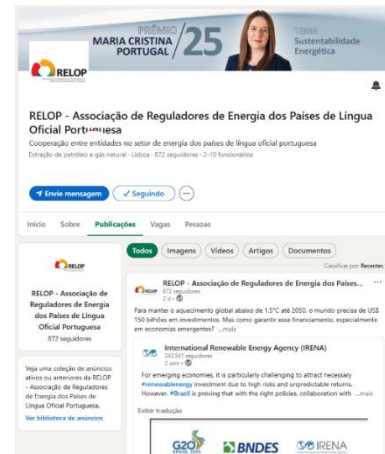 PRÉMIO
MARIA CRISTINA
PORTUGAL
/25
TEMA
Sustentabilidade
Energética
RELOP
RELOP - Associação de Reguladores de Energia dos Países de Língua
Oficial Portuguesa
Cooperação entre entidades no setor de energia dos países de língua oficial portuguesa
Extração de petróleo e gás natural · Lisboa · 872 seguidores · 2-10 funcionários
Envie mensagem
Seguindo
Início Sobre Publicações Vagas Pessoas
RELOP
RELOP - Associação de
Reguladores de Energia
dos Países de Língua
Oficial Portuguesa
872 seguidores
Veja uma coleção de anúncios
ativos ou anteriores da RELOP
- Associação de Reguladores
de Energia dos Países de
Língua Oficial Portuguesa.
Ver biblioteca de anúncios
Todos Imagens Vídeos Artigos Documentos
Classificar por: Recentes
RELOP
RELOP - Associação de Reguladores de Energia dos Países...
872 seguidores
2 d
Para manter o aquecimento global abaixo de 1.5°C até 2050, o mundo precisa de US$
150 bilhões em investimentos. Mas como garantir esse financiamento, especialmente
em economias emergentes? ...mais
International Renewable Energy Agency (IRENA)
243.541 seguidores
2 sem
For emerging economies, it is particularly challenging to attract necessary
#renewablenergy investment due to high risks and unpredictable returns.
However, #Brazil is proving that with the right policies, collaboration with ...mais
Exibir tradução
G20
BRASIL 2024
BNDES
IRENA